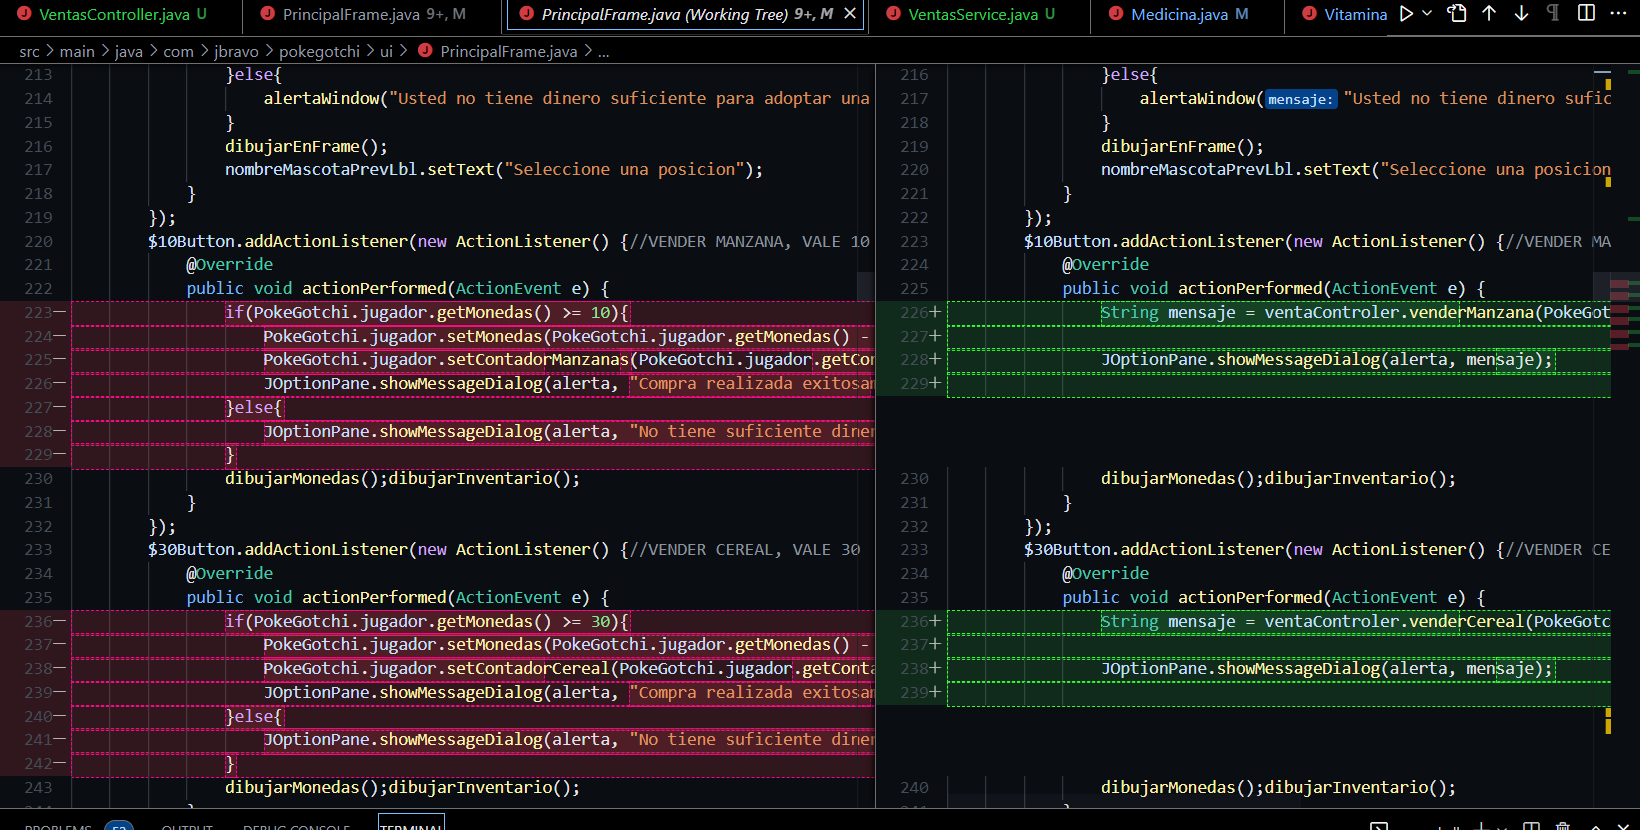 VentasController.java U
PrincipalFrame.java 9+, M
PrincipalFrame.java (Working Tree) 9+, M
VentasService.java U
Medicina.java M
Vitamina
src > main > java > com > jbravo > pokegotchi > ui > PrincipalFrame.java > ...
213 }else{
214 alertaWindow("Usted no tiene dinero suficiente para adoptar una
215 }
216 dibujarEnFrame();
217 nombreMascotaPrevLbl.setText("Seleccione una posicion");
218 }
219 });
220 $10Button.addActionListener(new ActionListener() {//VENDER MANZANA, VALE 10
221 @Override
222 public void actionPerformed(ActionEvent e) {
223— if(PokeGotchi.jugador.getMonedas() >= 10){
224— PokeGotchi.jugador.setMonedas(PokeGotchi.jugador.getMonedas() -
225— PokeGotchi.jugador.setContadorManzanas(PokeGotchi.jugador.getCon
226— JOptionPane.showMessageDialog(alerta, "Compra realizada exitosam
227— }else{
228— JOptionPane.showMessageDialog(alerta, "No tiene suficiente diner
229— }
230 dibujarMonedas();dibujarInventario();
231 }
232 });
233 $30Button.addActionListener(new ActionListener() {//VENDER CEREAL, VALE 30
234 @Override
235 public void actionPerformed(ActionEvent e) {
236— if(PokeGotchi.jugador.getMonedas() >= 30){
237— PokeGotchi.jugador.setMonedas(PokeGotchi.jugador.getMonedas() -
238— PokeGotchi.jugador.setContadorCereal(PokeGotchi.jugador.getConta
239— JOptionPane.showMessageDialog(alerta, "Compra realizada exitosam
240— }else{
241— JOptionPane.showMessageDialog(alerta, "No tiene suficiente diner
242— }
243 dibujarMonedas();dibujarInventario();
216 }else{
217 alertaWindow(mensaje: "Usted no tiene dinero sufic
218 }
219 dibujarEnFrame();
220 nombreMascotaPrevLbl.setText("Seleccione una posicion
221 }
222 });
223 $10Button.addActionListener(new ActionListener() {//VENDER MA
224 @Override
225 public void actionPerformed(ActionEvent e) {
226+ String mensaje = ventaControler.venderManzana(PokeGot
227+
228+ JOptionPane.showMessageDialog(alerta, mensaje);
229+
230 dibujarMonedas();dibujarInventario();
231 }
232 });
233 $30Button.addActionListener(new ActionListener() {//VENDER CE
234 @Override
235 public void actionPerformed(ActionEvent e) {
236+ String mensaje = ventaControler.venderCereal(PokeGotc
237+
238+ JOptionPane.showMessageDialog(alerta, mensaje);
239+
240 dibujarMonedas();dibujarInventario();
PROBLEMS 52 OUTPUT DEBUG CONSOLE TERMINAL